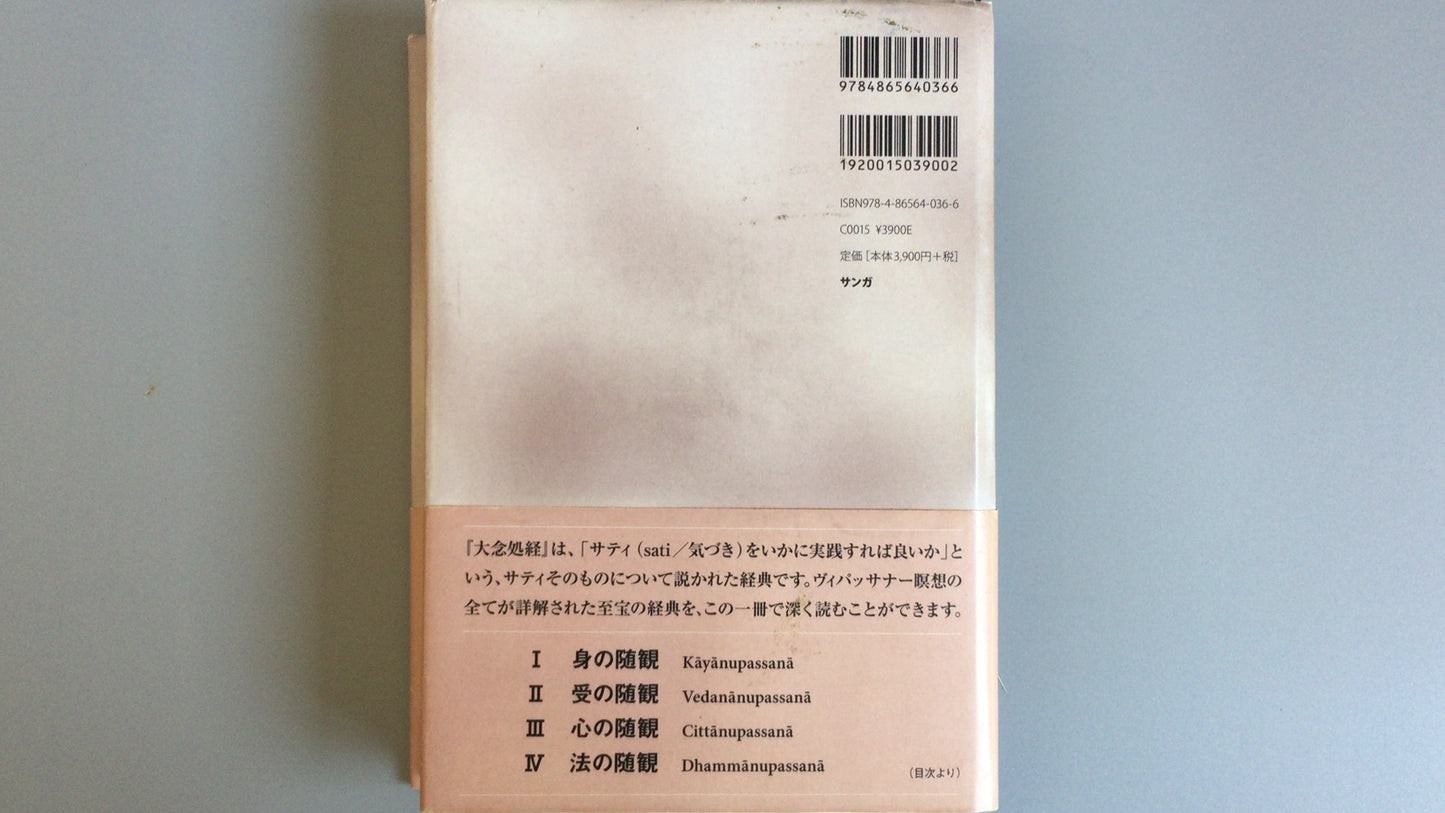 9784865640366
1920015039002
ISBN978-4-86564-036-6
C0015 ¥3900E
定価［本体3,900円＋税］
サンガ
『大念処経』は、「サティ（sati／気づき）をいかに実践すれば良いか」と
いう、サティそのものについて説かれた経典です。ヴィパッサナー瞑想の
全てが詳解された至宝の経典を、この一冊で深く読むことができます。
Ⅰ 身の随観 Kāyānupassanā
Ⅱ 受の随観 Vedanānupassanā
Ⅲ 心の随観 Cittānupassanā
Ⅳ 法の随観 Dhammānupassanā
（目次より）